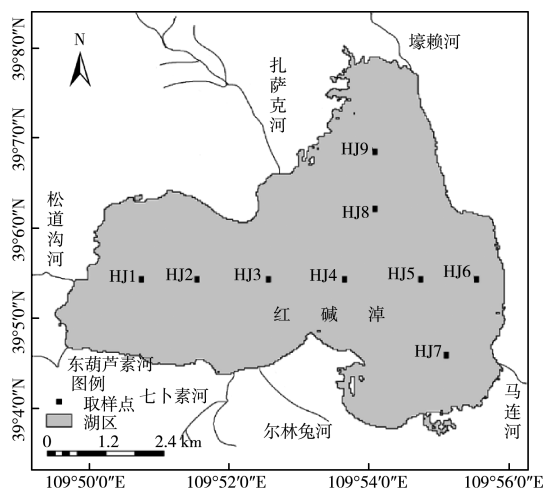 N
39°8′0″N
39°7′0″N
39°6′0″N
39°5′0″N
39°4′0″N
壕赖河
扎萨克河
松道沟河
HJ9
HJ8
HJ1
HJ2
HJ3
HJ4
HJ5
HJ6
红碱淖
HJ7
东葫芦素河
图例
取样点
七卜素河
湖区
尔林兔河
马连河
0 1.2 2.4 km
109°50′0″E
109°52′0″E
109°54′0″E
109°56′0″E